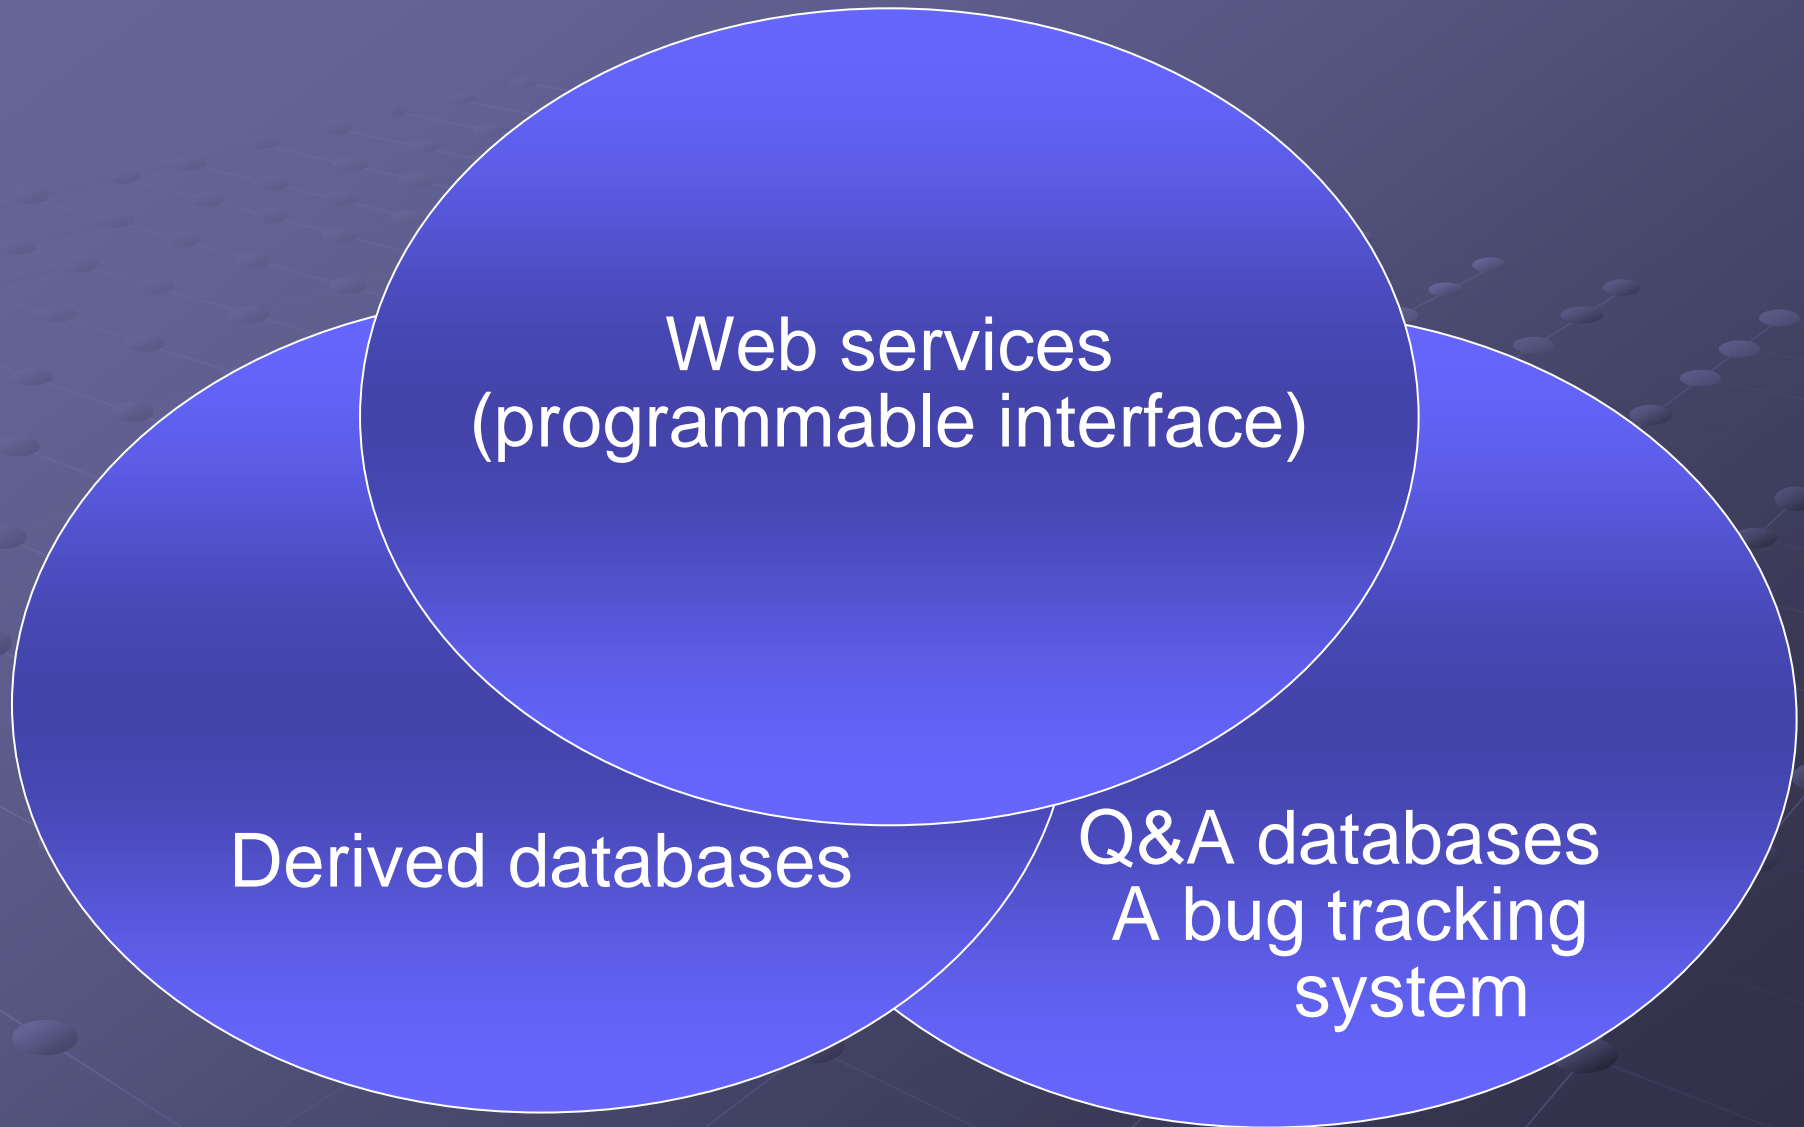 Web services
(programmable interface)
Derived databases
Q&A databases
A bug tracking
system